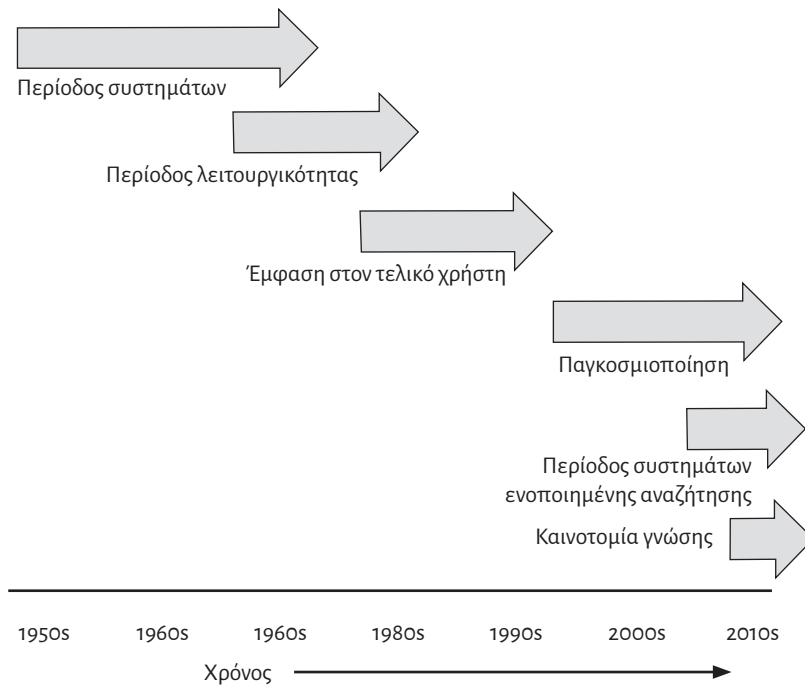 Περίοδος συστημάτων
Περίοδος λειτουργικότητας
Έμφαση στον τελικό χρήστη
Παγκοσμιοποίηση
Περίοδος συστημάτων
ενοποιημένης αναζήτησης
Καινοτομία γνώσης
1950s 1960s 1960s 1980s 1990s 2000s 2010s
Χρόνος